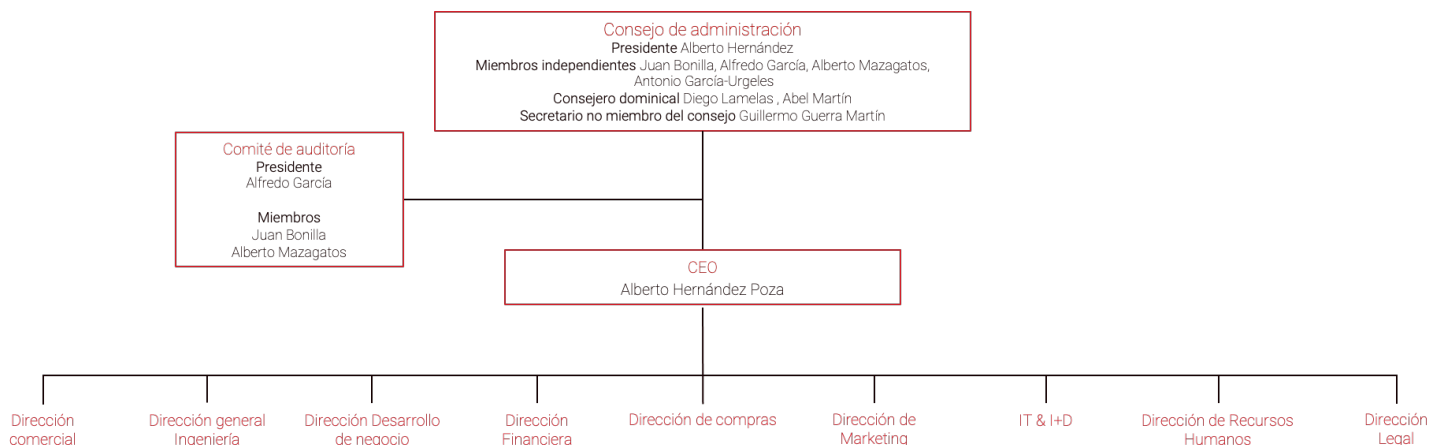 Consejo de administración
Presidente Alberto Hernández
Miembros independientes Juan Bonilla, Alfredo García, Alberto Mazagatos,
Antonio García-Urgeles
Consejero dominical Diego Lamelas , Abel Martín
Secretario no miembro del consejo Guillermo Guerra Martín
Comité de auditoría
Presidente
Alfredo García
Miembros
Juan Bonilla
Alberto Mazagatos
CEO
Alberto Hernández Poza
Dirección
comercial
Dirección general
Ingeniería
Dirección Desarrollo
de negocio
Dirección
Financiera
Dirección de compras
Dirección de
Marketing
IT & I+D
Dirección de Recursos
Humanos
Dirección
Legal